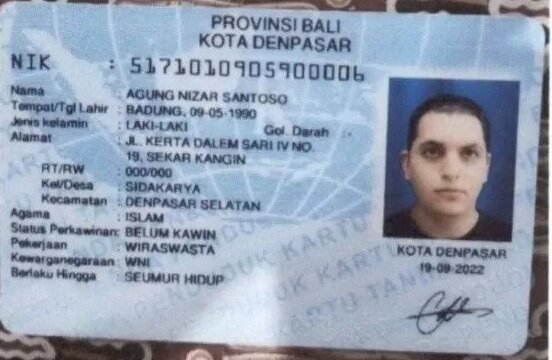 PROVINSI BALI
KOTA DENPASAR
NIK : 5171010905900006
Nama : AGUNG NIZAR SANTOSO
Tempat/Tgl Lahir : BADUNG, 09-05-1990
Jenis kelamin : LAKI-LAKI Gol. Darah : -
Alamat : JL. KERTA DALEM SARI IV NO.
19, SEKAR KANGIN
RT/RW : 000/000
Kel/Desa : SIDAKARYA
Kecamatan : DENPASAR SELATAN
Agama : ISLAM
Status Perkawinan: BELUM KAWIN
Pekerjaan : WIRASWASTA
Kewarganegaraan : WNI
Berlaku Hingga : SEUMUR HIDUP
KOTA DENPASAR
19-09-2022